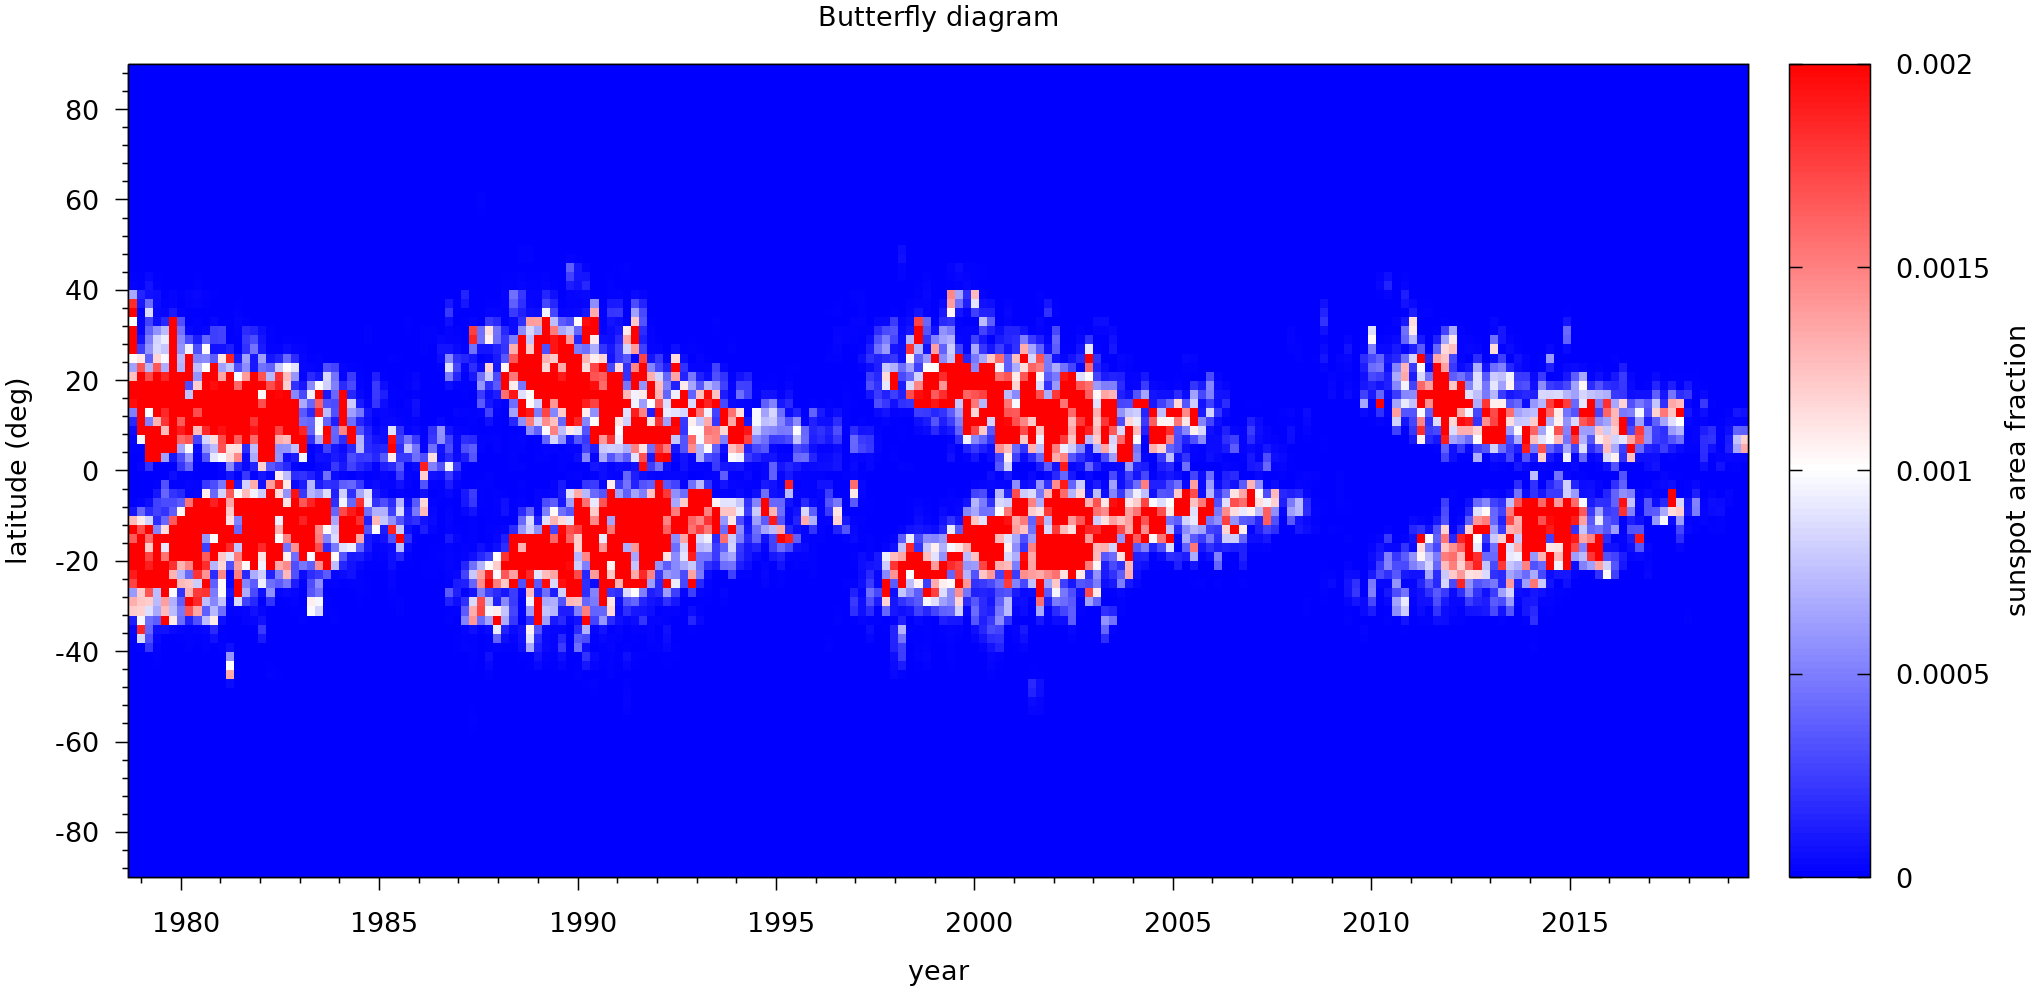 Butterfly diagram
latitude (deg)
80
60
40
20
0
-20
-40
-60
-80
1980 1985 1990 1995 2000 2005 2010 2015
year
0.002
0.0015
0.001
0.0005
0
sunspot area fraction